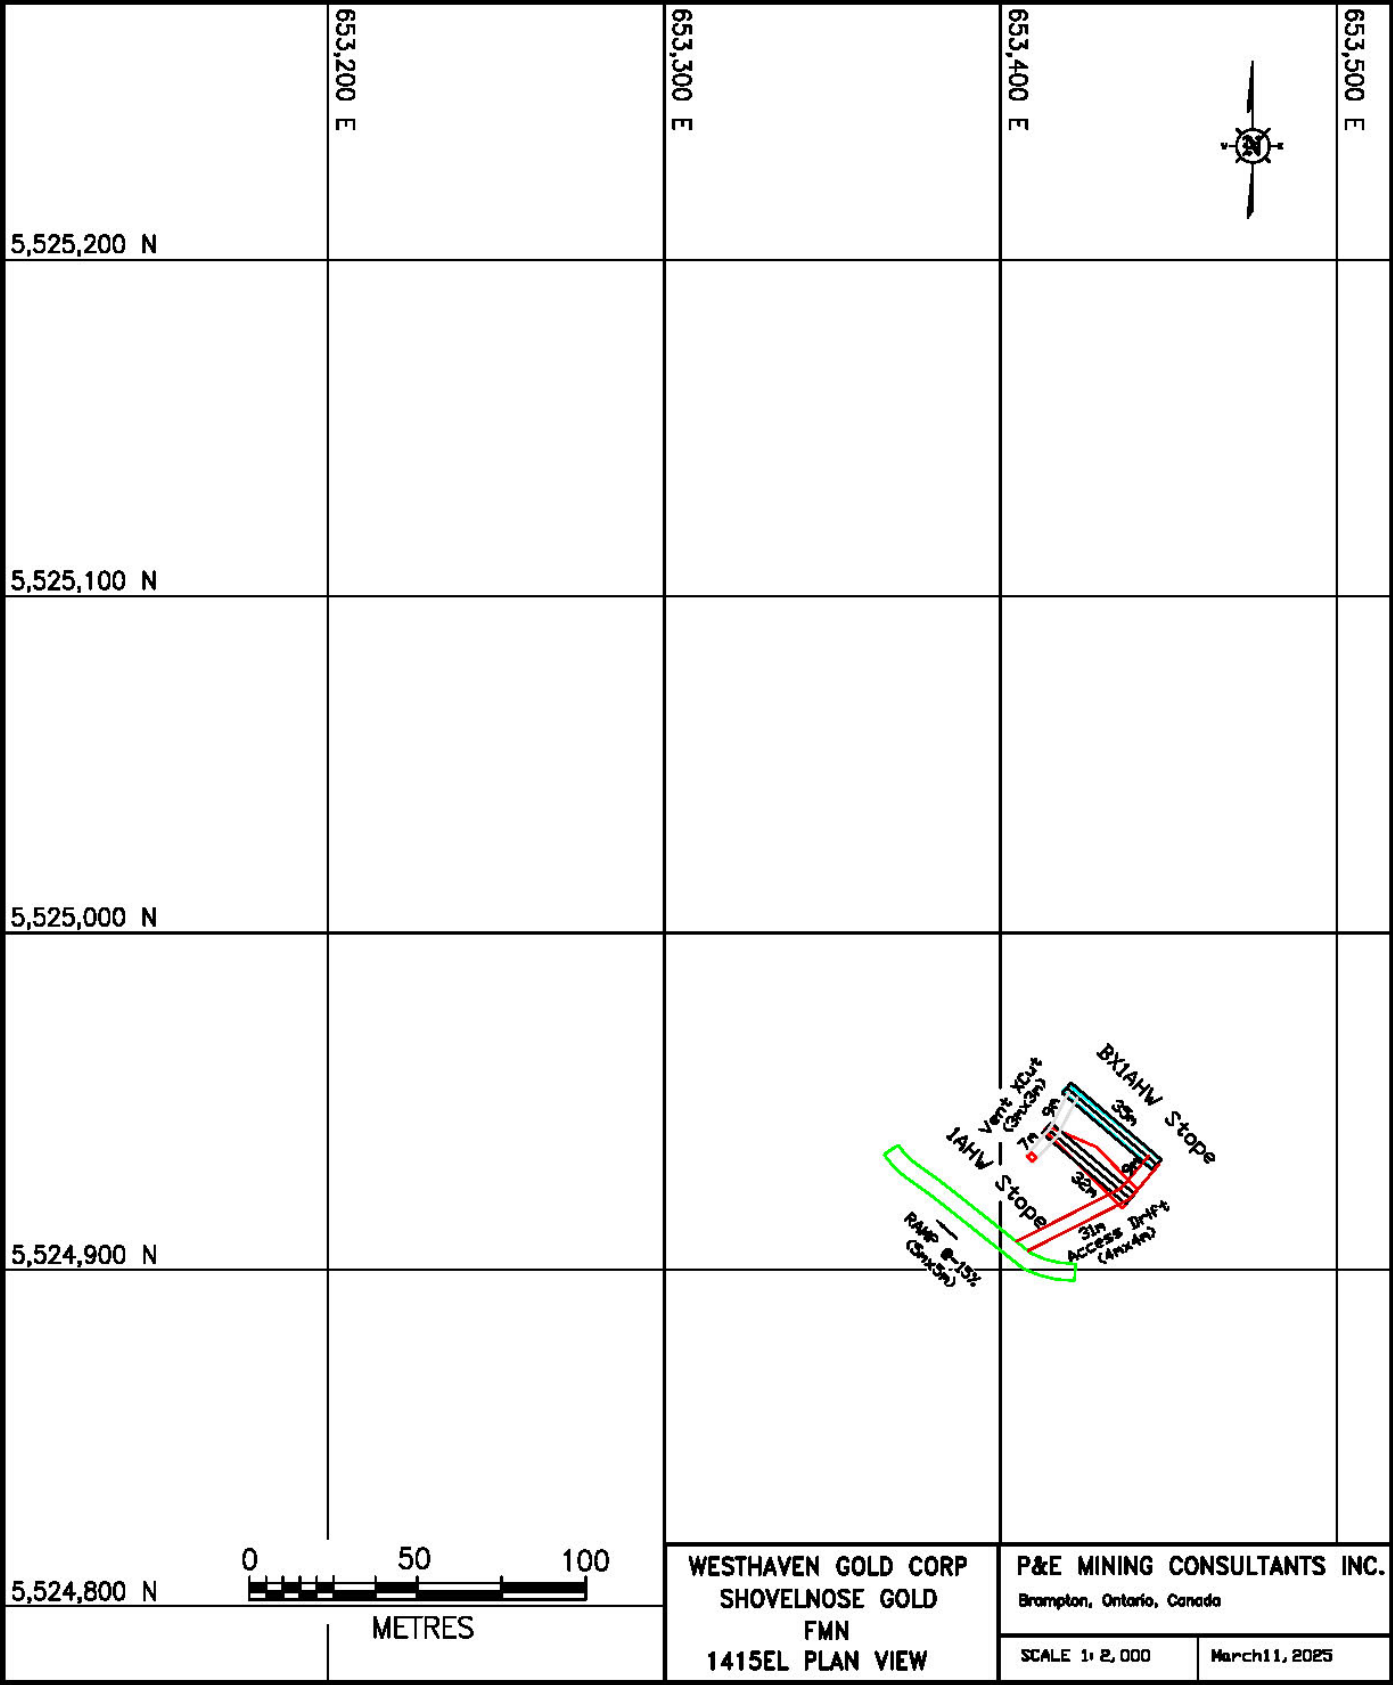 653,200 E
653,300 E
653,400 E
653,500 E
5,525,200 N
5,525,100 N
5,525,000 N
5,524,900 N
5,524,800 N
BX1AHW Stope
35m
Vent XCut
(3mx3m)
9m
7m
1AHW Stope
32m
9m
31m
Access Drift
(4mx4m)
RAMP @-15%
(5mx5m)
0 50 100
METRES
WESTHAVEN GOLD CORP
SHOVELNOSE GOLD
FMN
1415EL PLAN VIEW
P&E MINING CONSULTANTS INC.
Brampton, Ontario, Canada
SCALE 1: 2,000
March11,2025